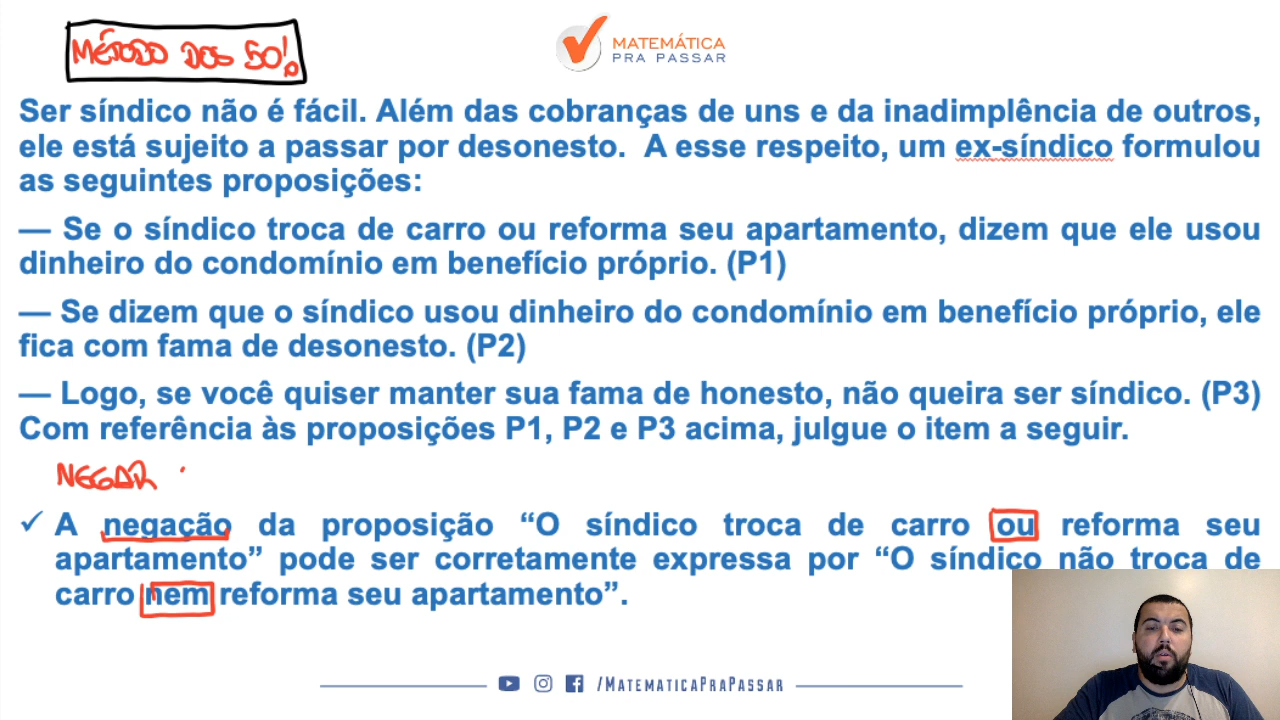 MÉTODO DOS 50!
MATEMÁTICA
PRA PASSAR
Ser síndico não é fácil. Além das cobranças de uns e da inadimplência de outros,
ele está sujeito a passar por desonesto. A esse respeito, um ex-síndico formulou
as seguintes proposições:
— Se o síndico troca de carro ou reforma seu apartamento, dizem que ele usou
dinheiro do condomínio em benefício próprio. (P1)
— Se dizem que o síndico usou dinheiro do condomínio em benefício próprio, ele
fica com fama de desonesto. (P2)
— Logo, se você quiser manter sua fama de honesto, não queira ser síndico. (P3)
Com referência às proposições P1, P2 e P3 acima, julgue o item a seguir.
NEGAR
✓ A negação da proposição “O síndico troca de carro ou reforma seu
apartamento” pode ser corretamente expressa por “O síndico não troca de
carro nem reforma seu apartamento”.
/MATEMATICAPRAPASSAR